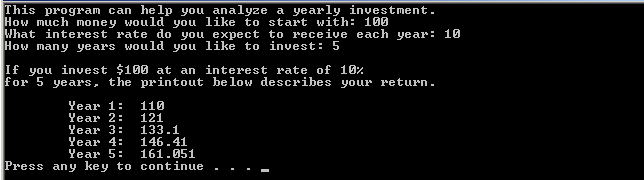 This program can help you analyze a yearly investment.
How much money would you like to start with: 100
What interest rate do you expect to receive each year: 10
How many years would you like to invest: 5
If you invest $100 at an interest rate of 10%
for 5 years, the printout below describes your return.
Year 1: 110
Year 2: 121
Year 3: 133.1
Year 4: 146.41
Year 5: 161.051
Press any key to continue . . . _